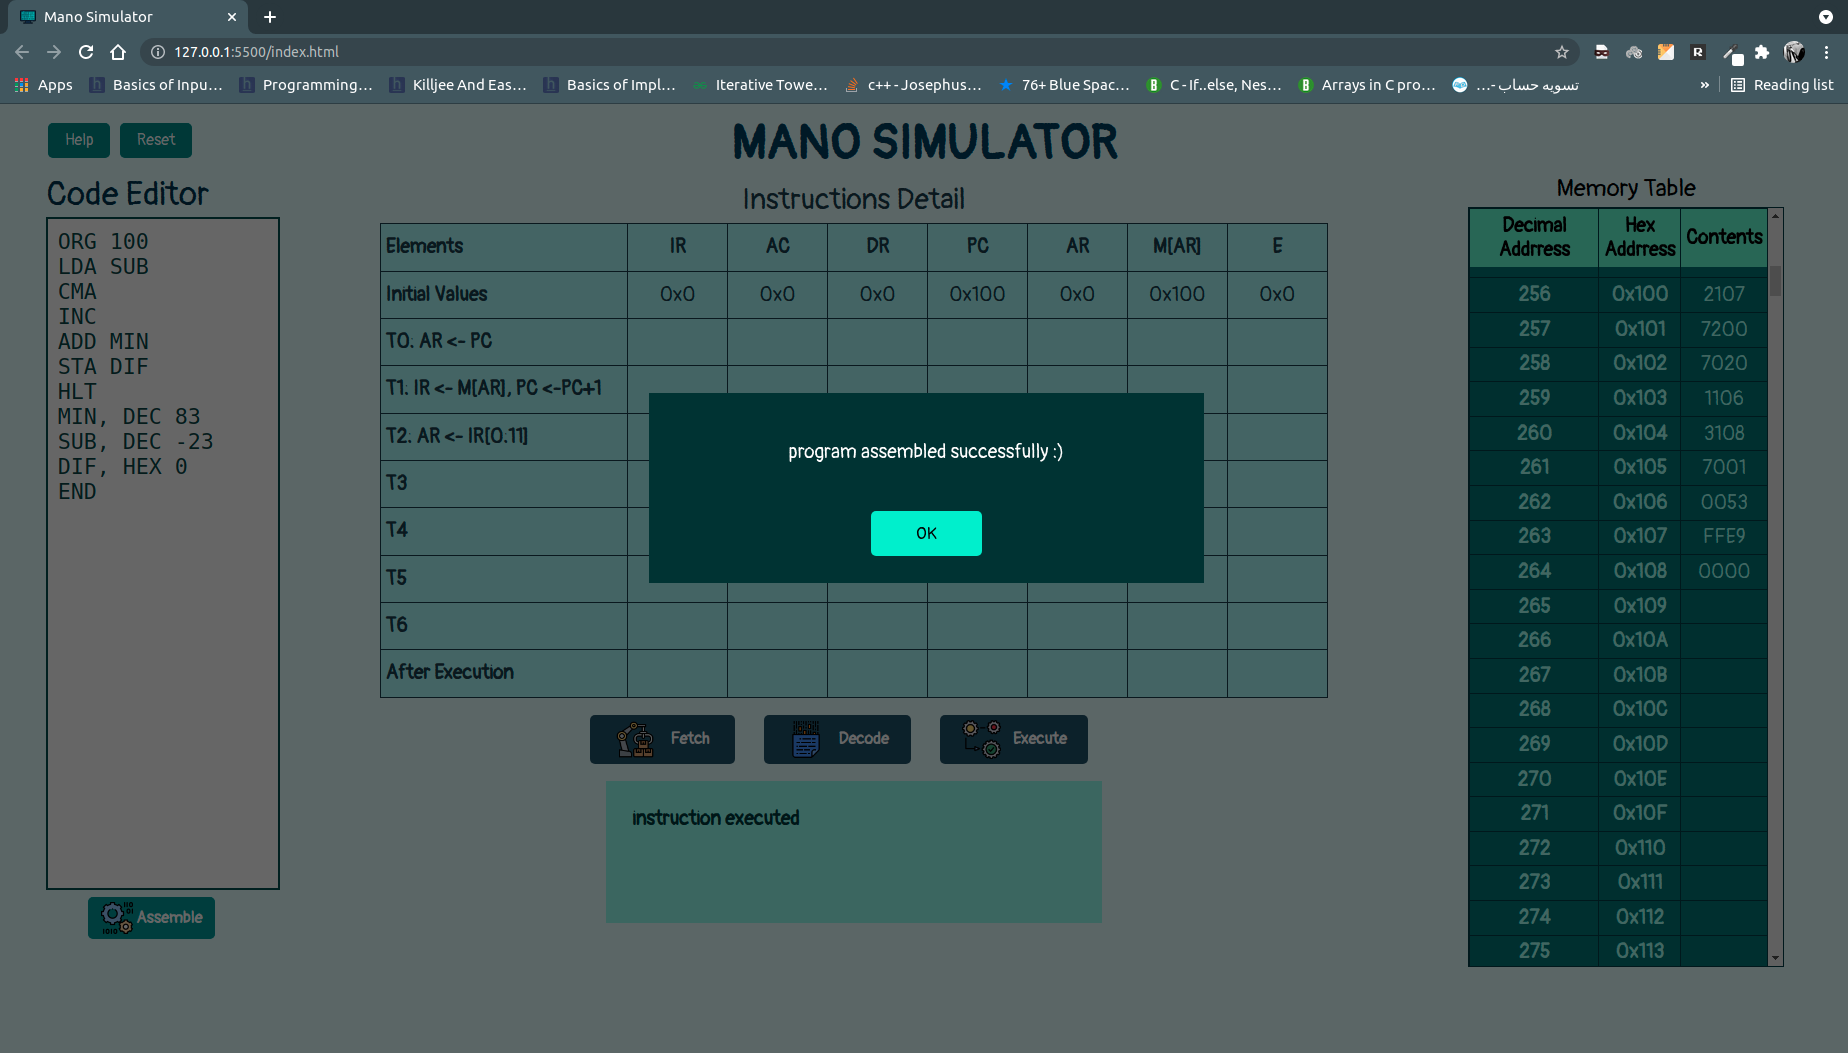 Mano Simulator
127.0.0.1:5500/index.html
Apps
Basics of Inpu...
Programming...
Killjee And Eas...
Basics of Impl...
Iterative Towe...
c++ - Josephus...
76+ Blue Spac...
C - If..else, Nes...
Arrays in C pro...
تسویه حساب -...
»
Reading list
Help
Reset
MANO SIMULATOR
Code Editor
ORG 100
LDA SUB
CMA
INC
ADD MIN
STA DIF
HLT
MIN, DEC 83
SUB, DEC -23
DIF, HEX 0
END
Assemble
Instructions Detail
Elements IR AC DR PC AR M[AR] E
Initial Values 0x0 0x0 0x0 0x100 0x0 0x100 0x0
T0: AR <- PC
T1: IR <- M[AR], PC <-PC+1
T2: AR <- IR[0:11]
T3
T4
T5
T6
After Execution
program assembled successfully :)
OK
Fetch
Decode
Execute
instruction executed
Memory Table
Decimal Addrress Hex Addrress Contents
256 0x100 2107
257 0x101 7200
258 0x102 7020
259 0x103 1106
260 0x104 3108
261 0x105 7001
262 0x106 0053
263 0x107 FFE9
264 0x108 0000
265 0x109
266 0x10A
267 0x10B
268 0x10C
269 0x10D
270 0x10E
271 0x10F
272 0x110
273 0x111
274 0x112
275 0x113